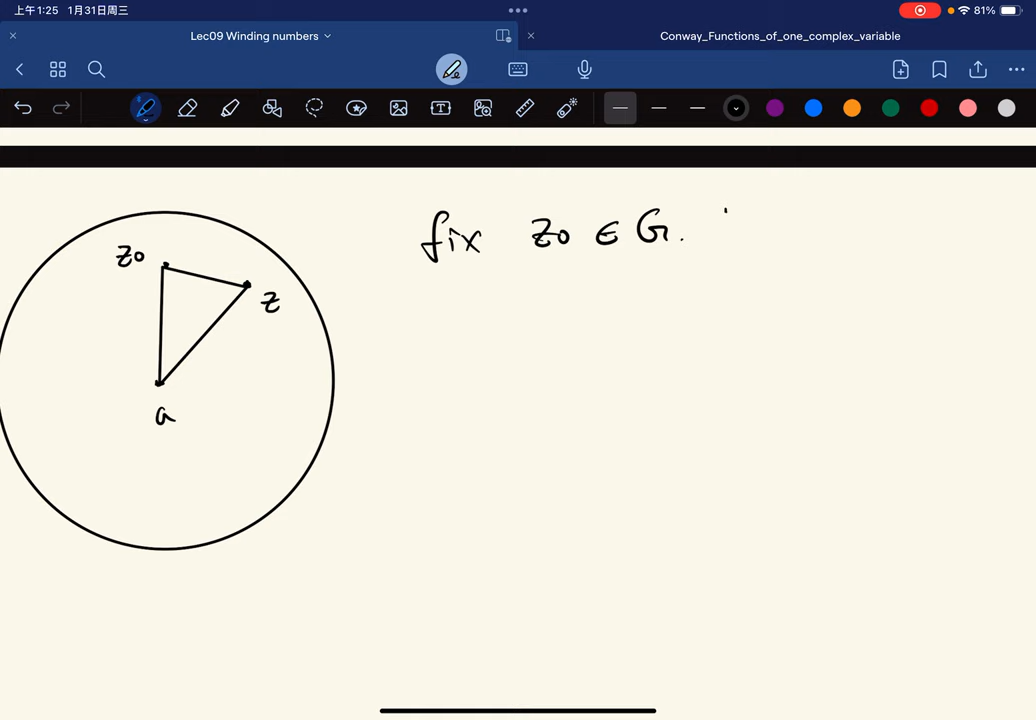 上午1:25 1月31日周三
81%
Lec09 Winding numbers
Conway_Functions_of_one_complex_variable
fix z0 ∈ G.
z0
z
a